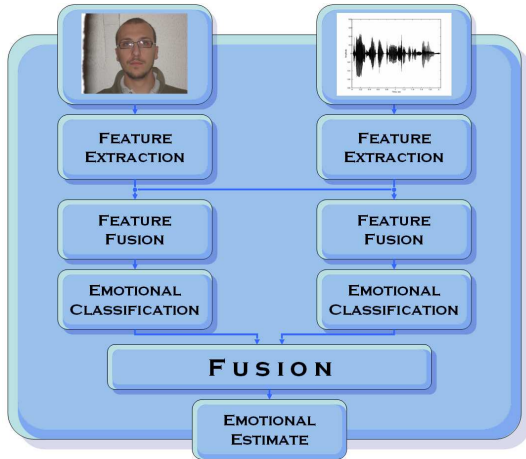 FEATURE
EXTRACTION
FEATURE
EXTRACTION
FEATURE
FUSION
FEATURE
FUSION
EMOTIONAL
CLASSIFICATION
EMOTIONAL
CLASSIFICATION
FUSION
EMOTIONAL
ESTIMATE